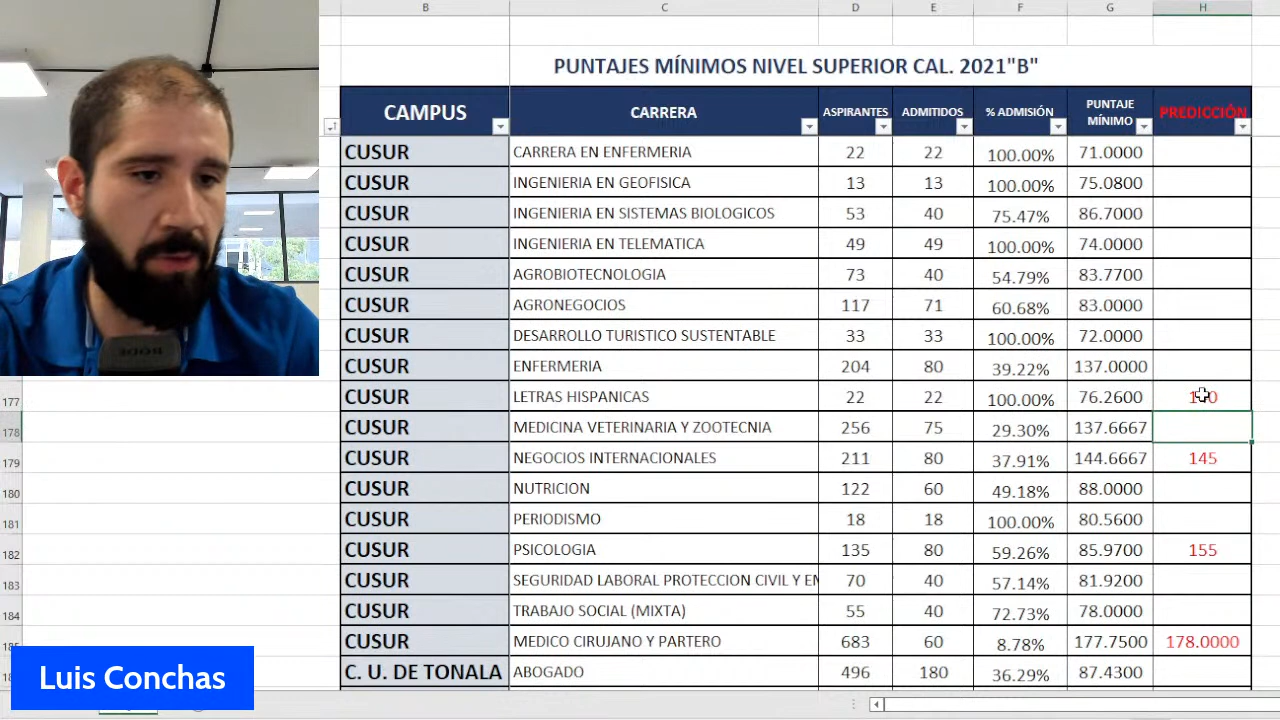 B C D E F G H
PUNTAJES MÍNIMOS NIVEL SUPERIOR CAL. 2021"B"
CAMPUS CARRERA ASPIRANTES ADMITIDOS % ADMISIÓN PUNTAJE MÍNIMO PREDICCIÓN
CUSUR CARRERA EN ENFERMERIA 22 22 100.00% 71.0000
CUSUR INGENIERIA EN GEOFISICA 13 13 100.00% 75.0800
CUSUR INGENIERIA EN SISTEMAS BIOLOGICOS 53 40 75.47% 86.7000
CUSUR INGENIERIA EN TELEMATICA 49 49 100.00% 74.0000
CUSUR AGROBIOTECNOLOGIA 73 40 54.79% 83.7700
CUSUR AGRONEGOCIOS 117 71 60.68% 83.0000
CUSUR DESARROLLO TURISTICO SUSTENTABLE 33 33 100.00% 72.0000
CUSUR ENFERMERIA 204 80 39.22% 137.0000
177 CUSUR LETRAS HISPANICAS 22 22 100.00% 76.2600
178 CUSUR MEDICINA VETERINARIA Y ZOOTECNIA 256 75 29.30% 137.6667
179 CUSUR NEGOCIOS INTERNACIONALES 211 80 37.91% 144.6667 145
180 CUSUR NUTRICION 122 60 49.18% 88.0000
181 CUSUR PERIODISMO 18 18 100.00% 80.5600
182 CUSUR PSICOLOGIA 135 80 59.26% 85.9700 155
183 CUSUR SEGURIDAD LABORAL PROTECCION CIVIL Y 70 40 57.14% 81.9200
184 CUSUR TRABAJO SOCIAL (MIXTA) 55 40 72.73% 78.0000
CUSUR MEDICO CIRUJANO Y PARTERO 683 60 8.78% 177.7500 178.0000
C. U. DE TONALA ABOGADO 496 180 36.29% 87.4300
Luis Conchas